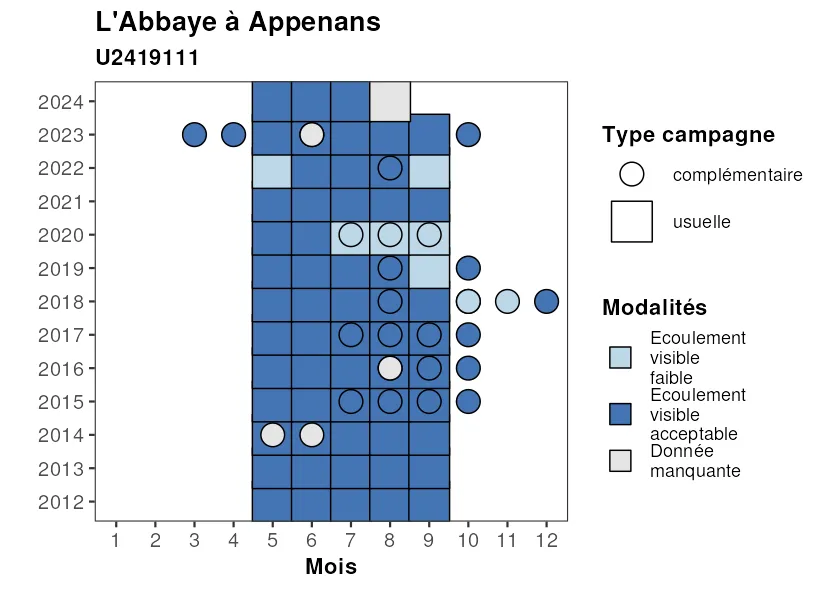 L'Abbaye à Appenans
U2419111
2024
2023
2022
2021
2020
2019
2018
2017
2016
2015
2014
2013
2012
1 2 3 4 5 6 7 8 9 10 11 12
Mois
Type campagne
complémentaire
usuelle
Modalités
Ecoulement
visible
faible
Ecoulement
visible
acceptable
Donnée
manquante